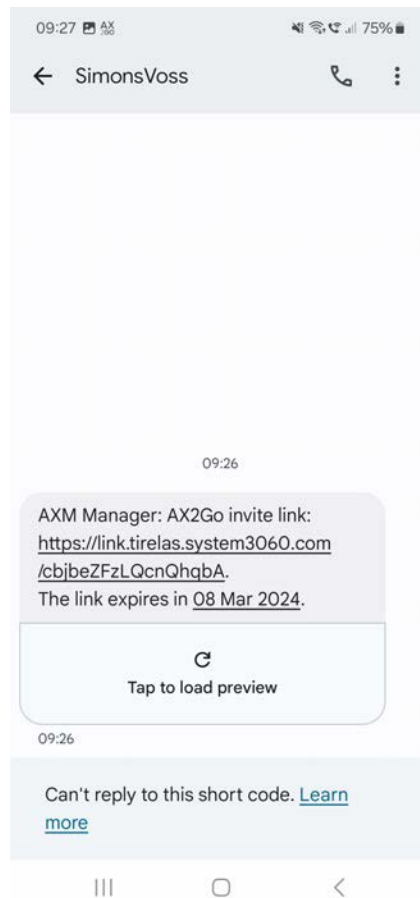 09:27 AX 2GO 75%
SimonsVoss
09:26
AXM Manager: AX2Go invite link:
https://link.tirelas.system3060.com
/cbjbeZFzLQcnQhqbA.
The link expires in 08 Mar 2024.
Tap to load preview
09:26
Can't reply to this short code. Learn
more